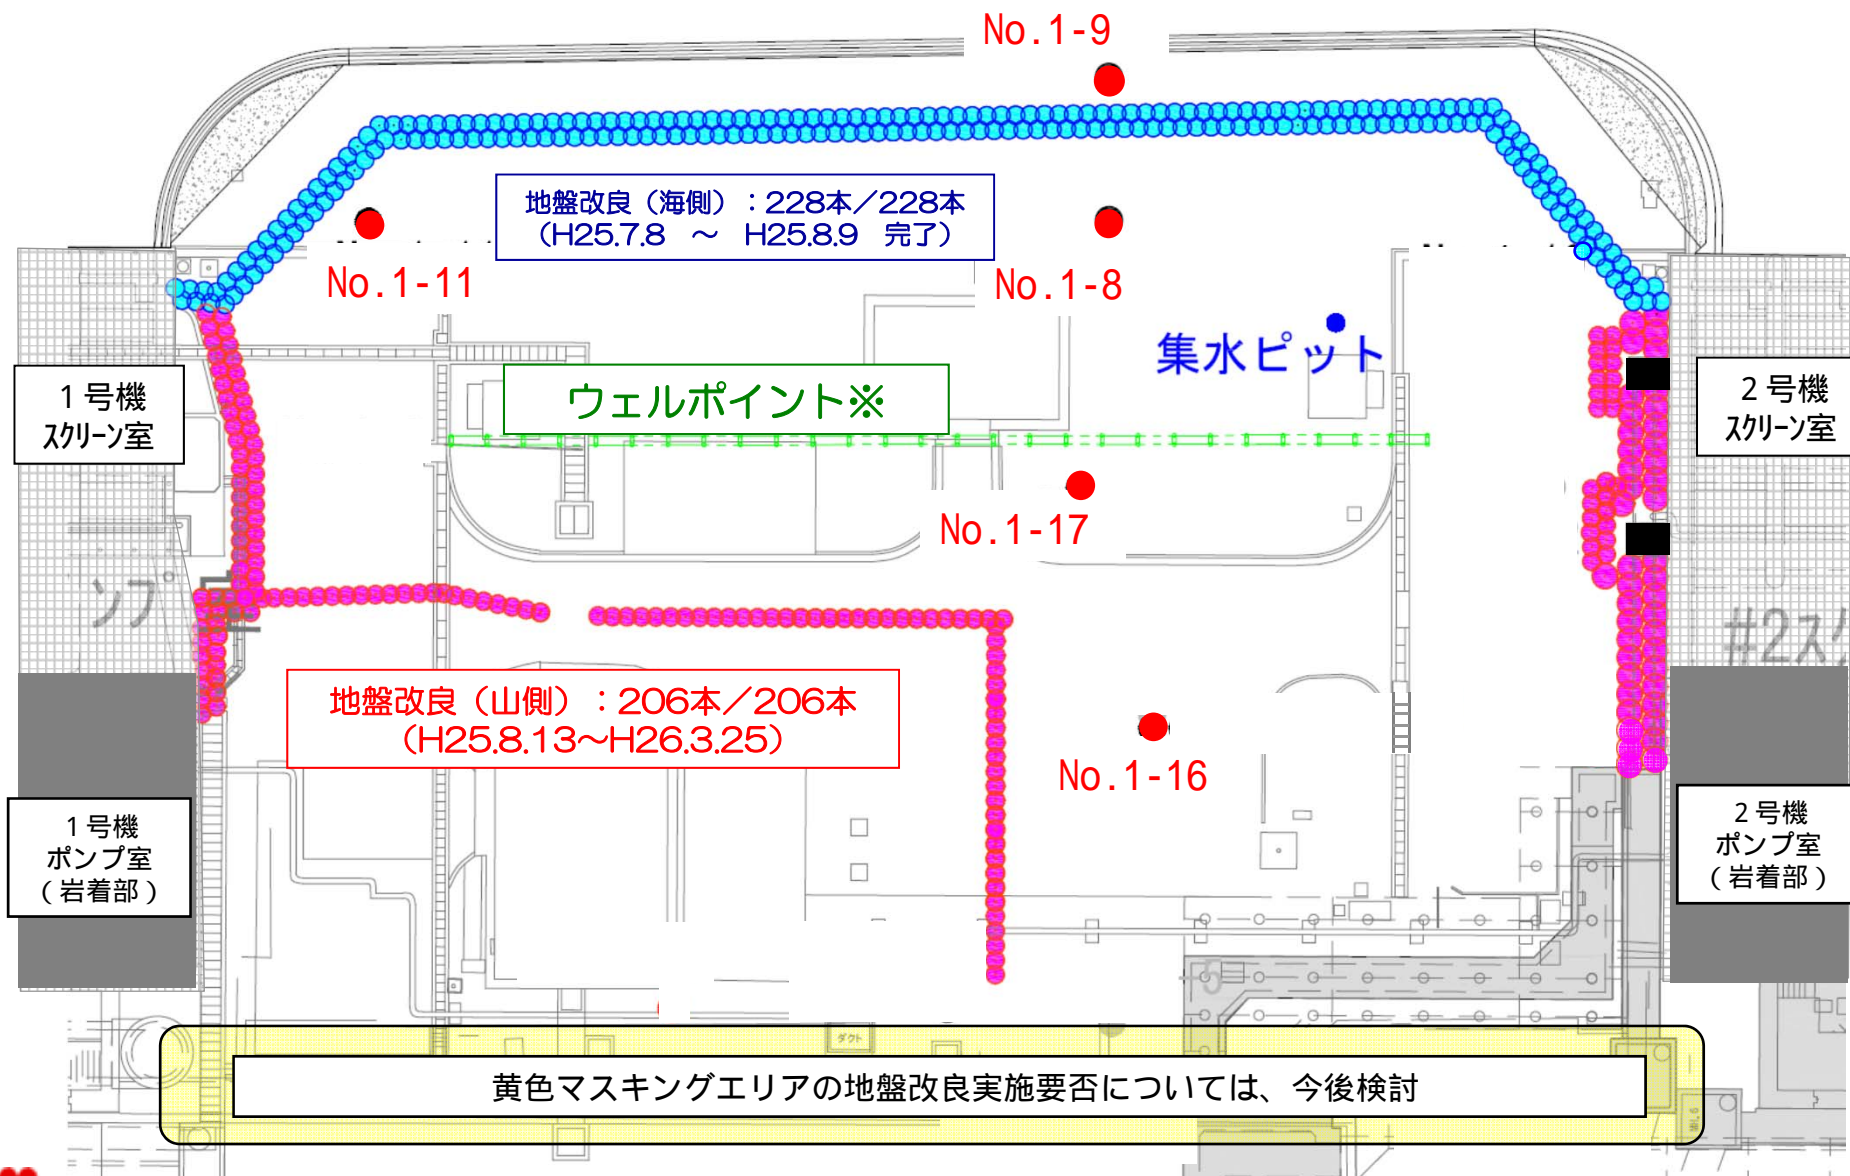 No.1-9
地盤改良（海側）：228本／228本
（H25.7.8　～　H25.8.9　完了）
No.1-11
No.1-8
集水ピット
1号機
ｽｸﾘｰﾝ室
ウェルポイント※
2号機
ｽｸﾘｰﾝ室
No.1-17
ンプ
#2ス
地盤改良（山側）：206本／206本
（H25.8.13～H26.3.25）
No.1-16
1号機
ポンプ室
(岩着部)
2号機
ポンプ室
(岩着部)
ダクト
黄色マスキングエリアの地盤改良実施要否については、今後検討